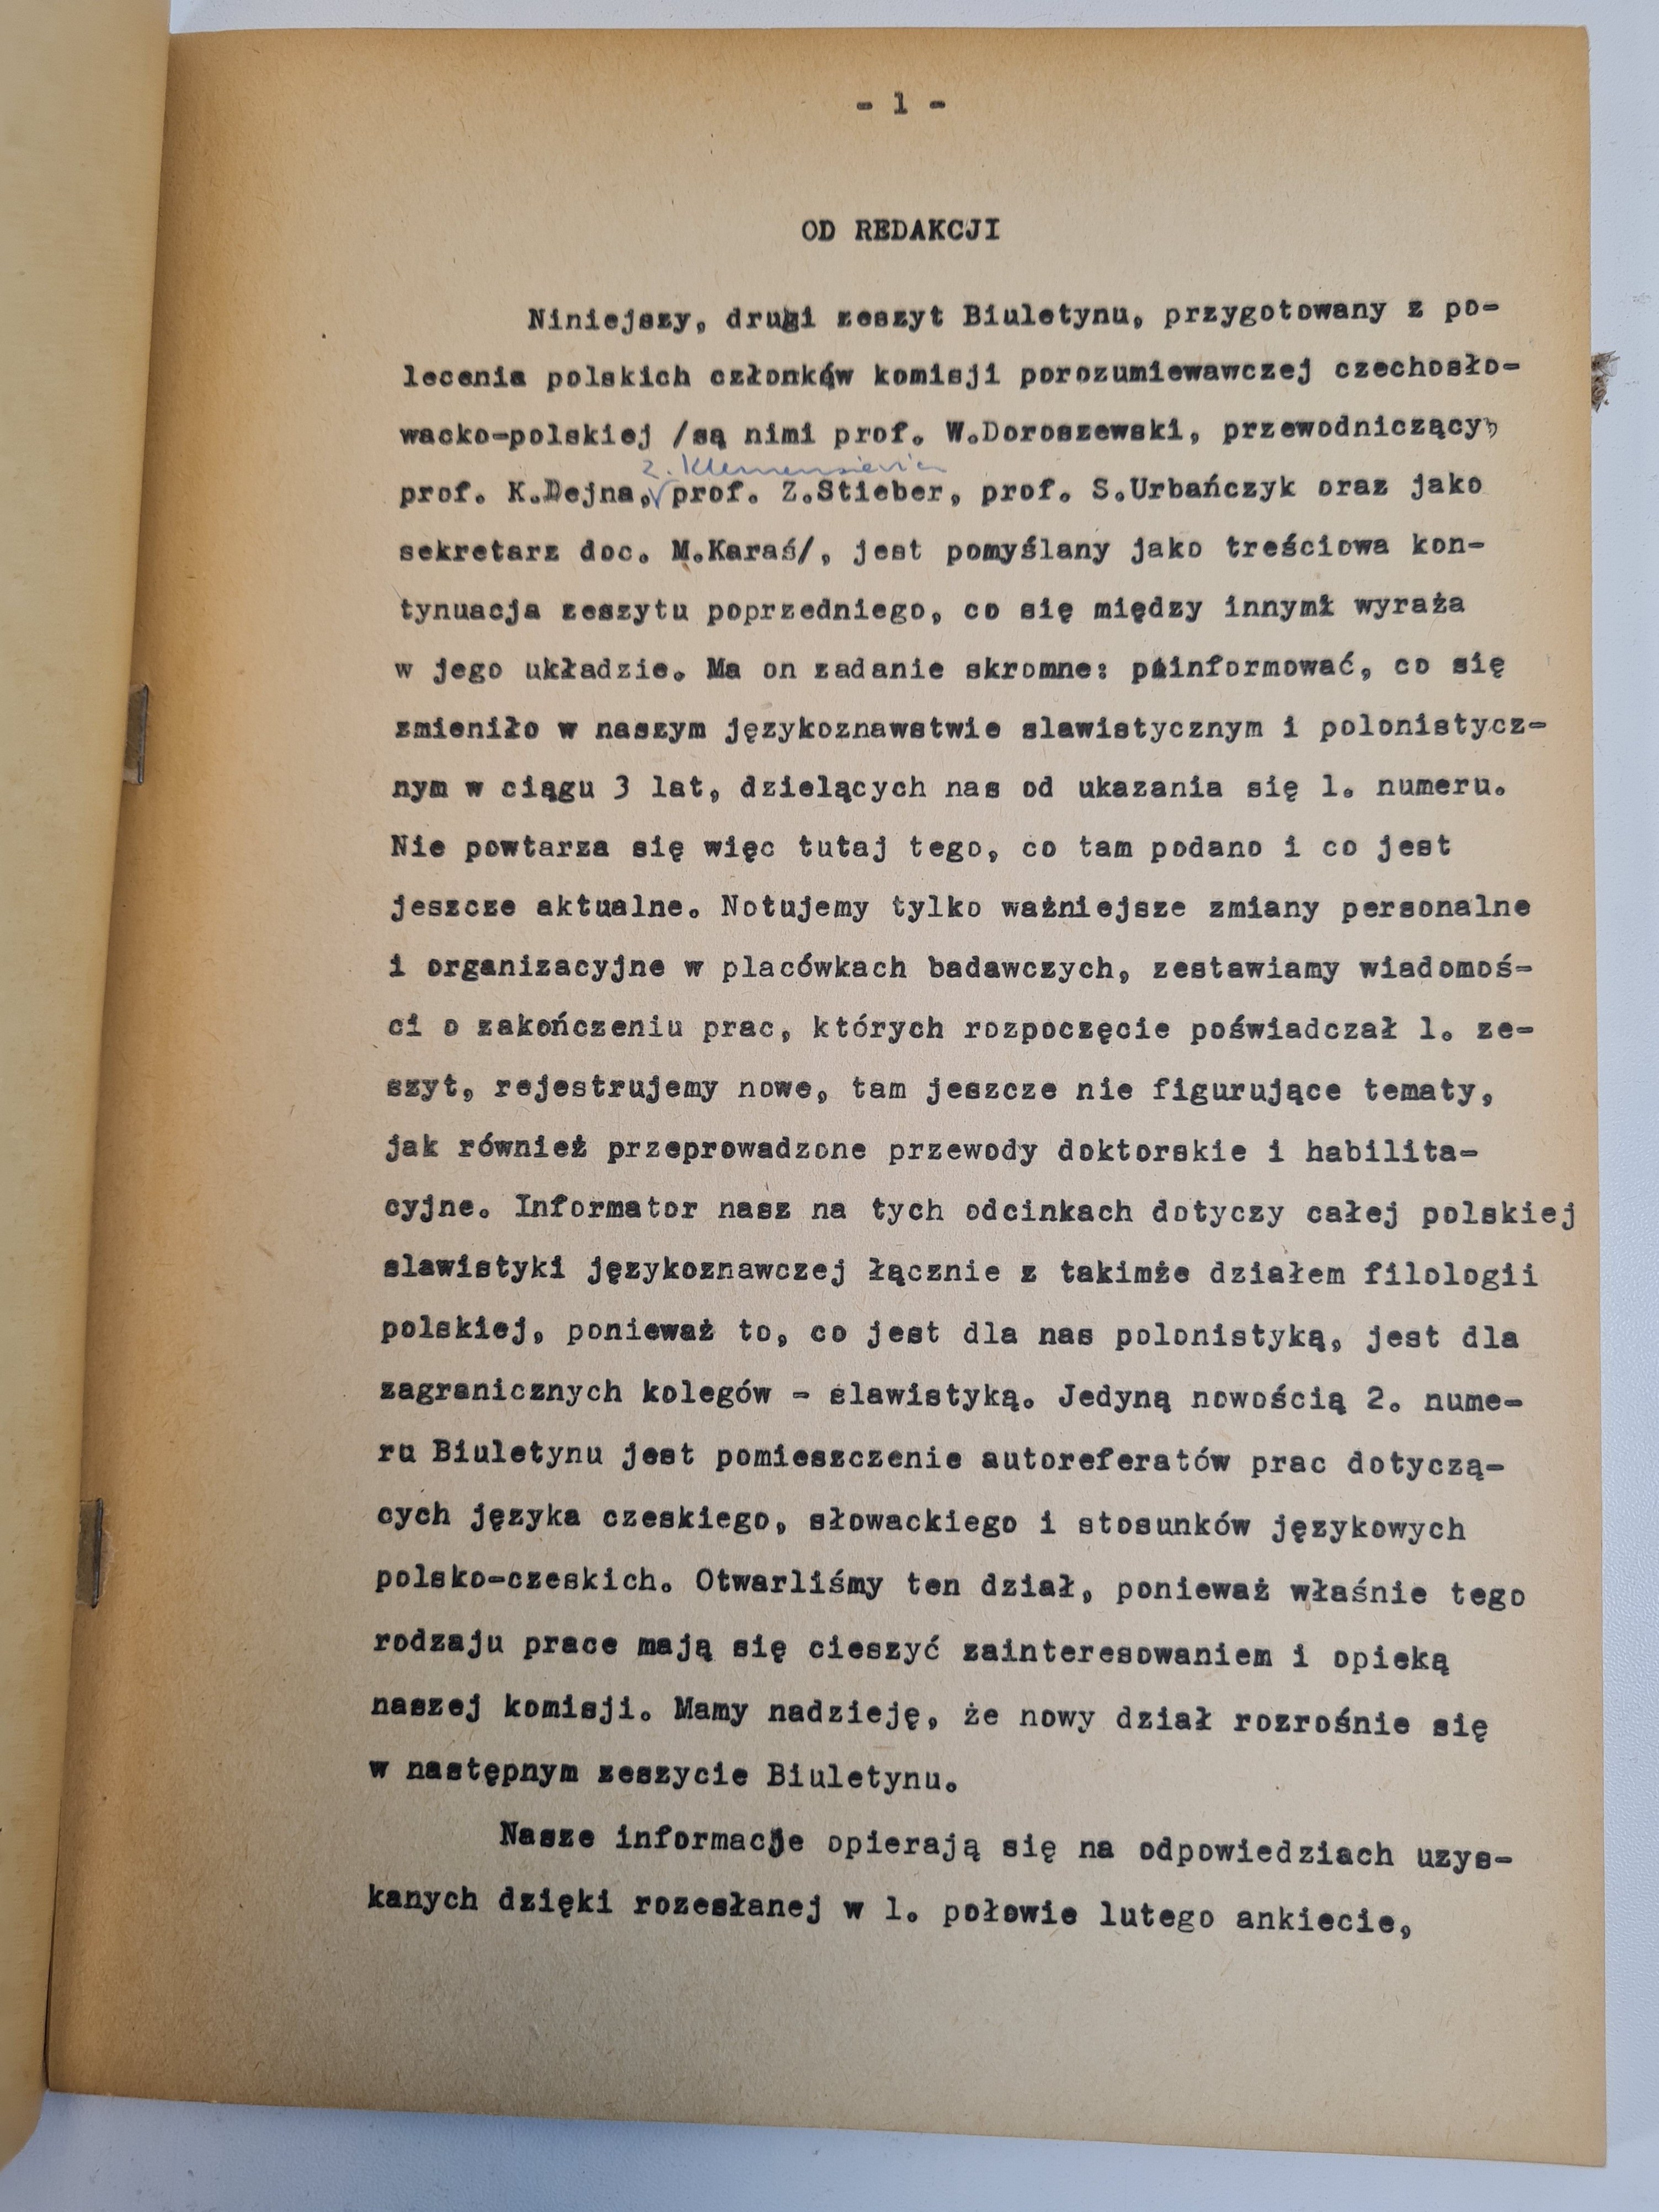 - 1 -
OD REDAKCJI
Niniejszy, drugi zeszyt Biuletynu, przygotowany z po-
lecenia polskich członków komisji porozumiewawczej czechosło-
wacko-polskiej /są nimi prof. W.Doroszewski, przewodniczący,
Z. Klemensiewicz
prof. K.Dejna, prof. Z.Stieber, prof. S.Urbańczyk oraz jako
sekretarz doc. M.Karaś/, jest pomyślany jako treściowa kon-
tynuacja zeszytu poprzedniego, co się między innymi wyraża
w jego układzie. Ma on zadanie skromne: poinformować, co się
zmieniło w naszym językoznawstwie slawistycznym i polonistycz-
nym w ciągu 3 lat, dzielących nas od ukazania się 1. numeru.
Nie powtarza się więc tutaj tego, co tam podano i co jest
jeszcze aktualne. Notujemy tylko ważniejsze zmiany personalne
i organizacyjne w placówkach badawczych, zestawiamy wiadomoś-
ci o zakończeniu prac, których rozpoczęcie poświadczał 1. ze-
szyt, rejestrujemy nowe, tam jeszcze nie figurujące tematy,
jak również przeprowadzone przewody doktorskie i habilita-
cyjne. Informator nasz na tych odcinkach dotyczy całej polskiej
slawistyki językoznawczej łącznie z takimże działem filologii
polskiej, ponieważ to, co jest dla nas polonistyką, jest dla
zagranicznych kolegów - slawistyką. Jedyną nowością 2. nume-
ru Biuletynu jest pomieszczenie autoreferatów prac dotyczą-
cych języka czeskiego, słowackiego i stosunków językowych
polsko-czeskich. Otwarliśmy ten dział, ponieważ właśnie tego
rodzaju prace mają się cieszyć zainteresowaniem i opieką
naszej komisji. Mamy nadzieję, że nowy dział rozrośnie się
w następnym zeszycie Biuletynu.
Nasze informacje opierają się na odpowiedziach uzys-
kanych dzięki rozesłanej w 1. połowie lutego ankiecie,